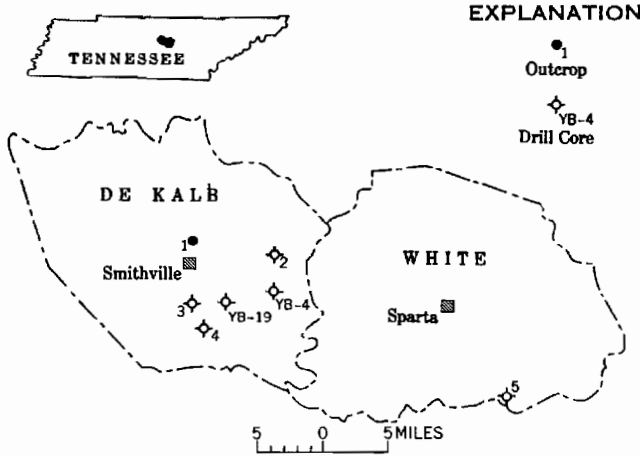 EXPLANATION
TENNESSEE
1
Outcrop
YB-4
Drill Core
DE KALB
1
2
WHITE
Smithville
3
YB-19
YB-4
Sparta
4
5
5 0 5 MILES